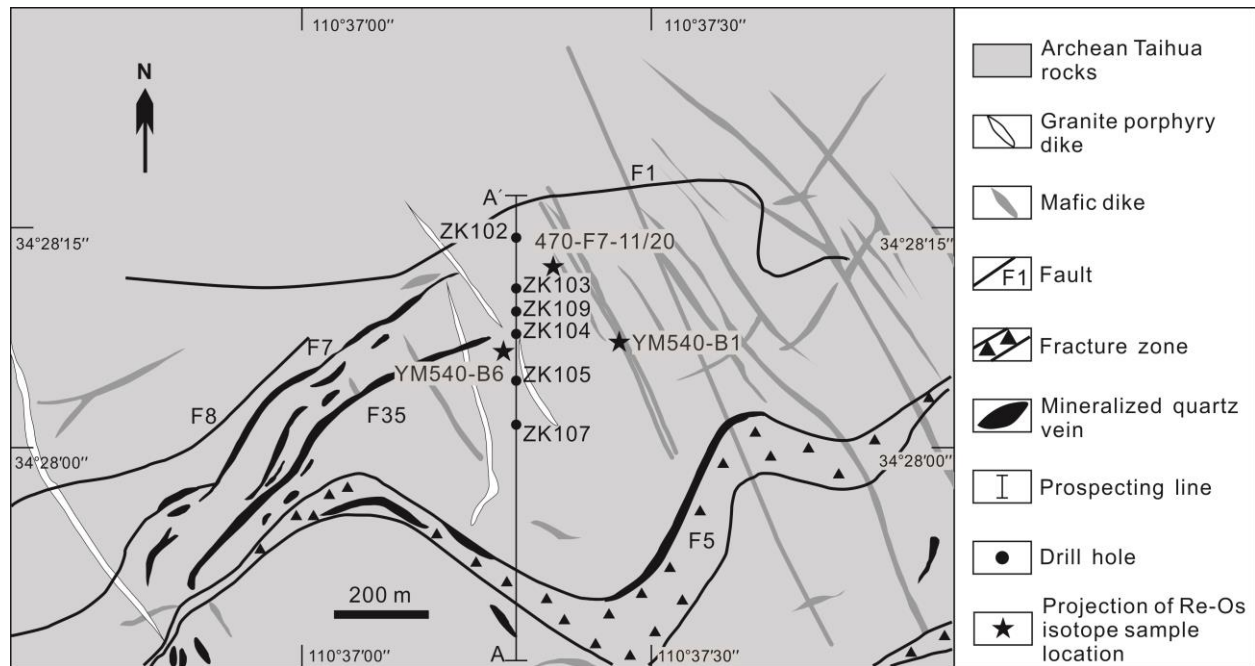 110°37′00″
110°37′30″
N
F1
A′
34°28′15″
ZK102
470-F7-11/20
34°28′15″
ZK103
ZK109
ZK104
YM540-B1
F7
YM540-B6
ZK105
F8
F35
ZK107
34°28′00″
34°28′00″
F5
200 m
A
110°37′00″
110°37′30″
Archean Taihua
rocks
Granite porphyry
dike
Mafic dike
F1
Fault
Fracture zone
Mineralized quartz
vein
Prospecting line
Drill hole
Projection of Re-Os
isotope sample
location